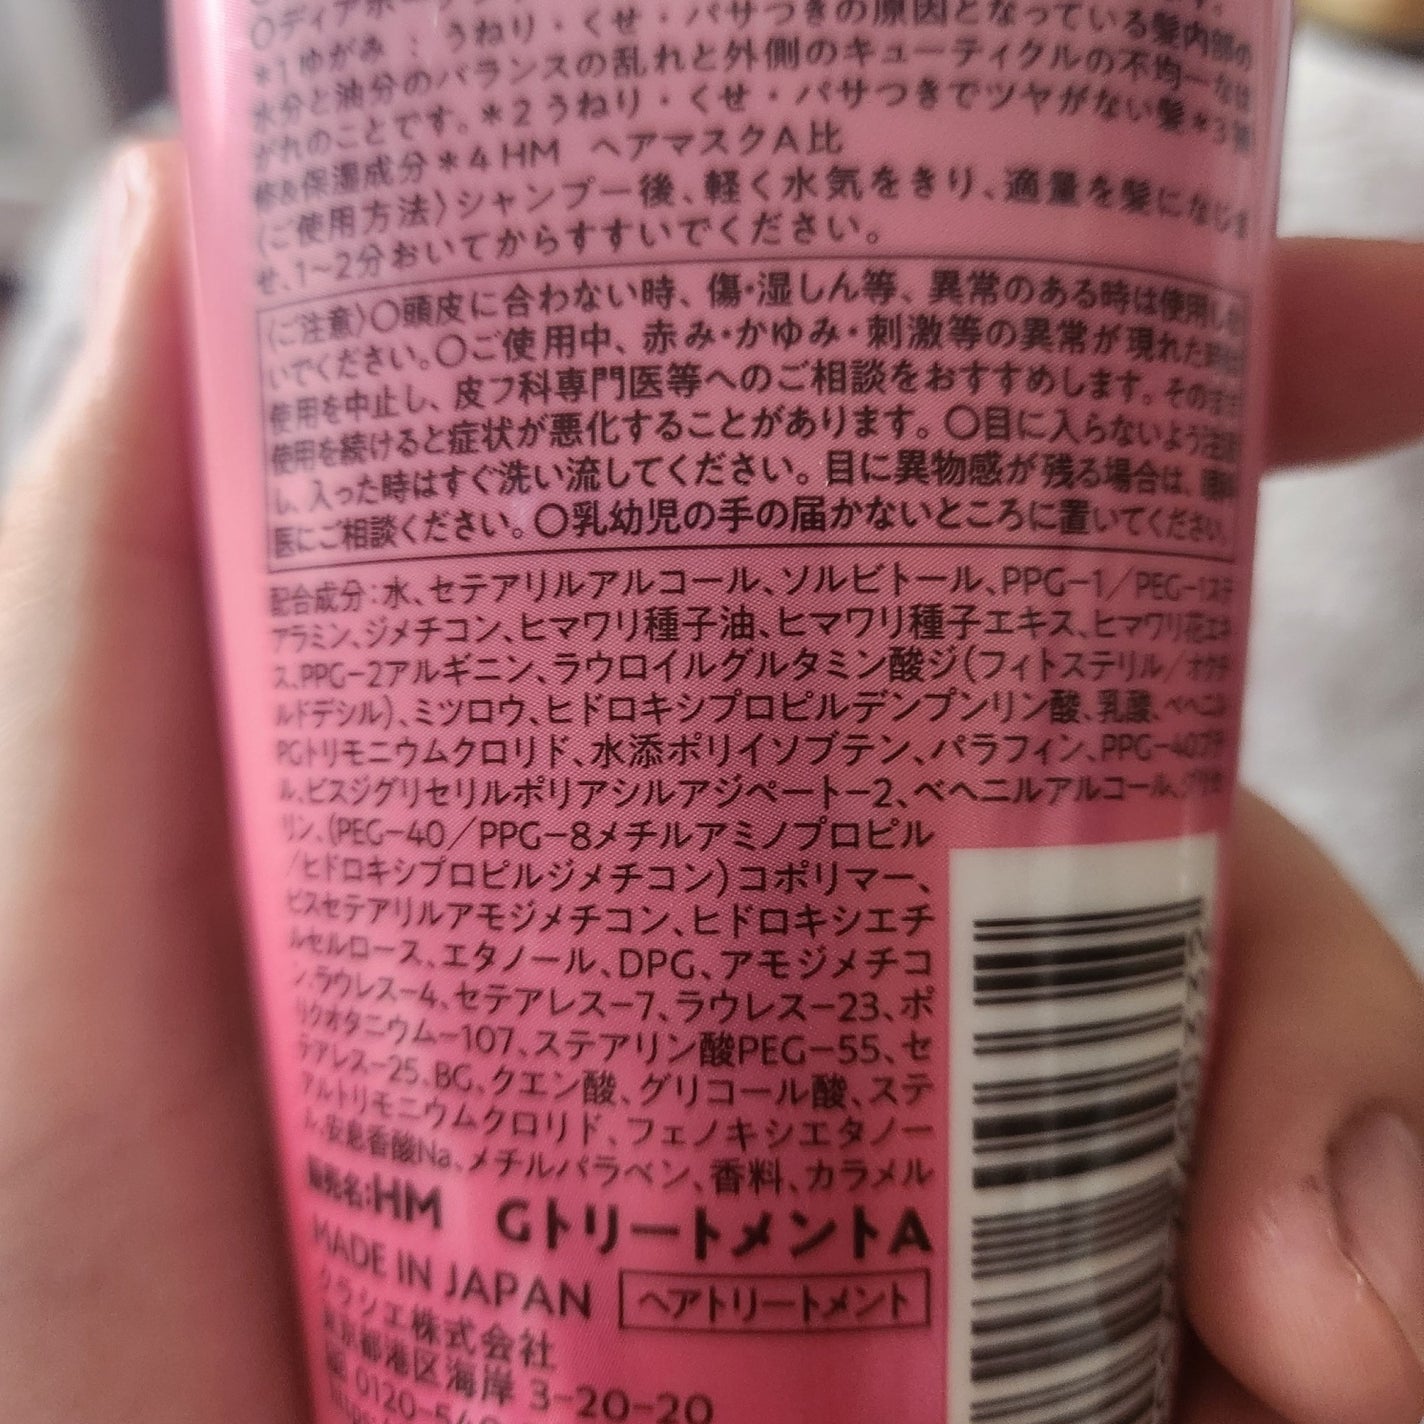 〇ディアボーテ
*1ゆがみ：うねり・くせ・パサつきの原因となっている髪内部の
水分と油分のバランスの乱れと外側のキューティクルの不均一な
がれのことです。*2うねり・くせ・パサつきでツヤがない髪*3補
修&保湿成分*4HM ヘアマスクA比
〈ご使用方法〉シャンプー後、軽く水気をきり、適量を髪になじま
せ、1~2分おいてからすすいでください。
〈ご注意〉〇頭皮に合わない時、傷・湿しん等、異常のある時は使用しな
いでください。〇ご使用中、赤み・かゆみ・刺激等の異常が現れた時は
使用を中止し、皮フ科専門医等へのご相談をおすすめします。そのまま
使用を続けると症状が悪化することがあります。〇目に入らないよう注意
し、入った時はすぐ洗い流してください。目に異物感が残る場合は、眼科
医にご相談ください。〇乳幼児の手の届かないところに置いてください。
配合成分：水、セテアリルアルコール、ソルビトール、PPG-1/PEG-1ステ
アラミン、ジメチコン、ヒマワリ種子油、ヒマワリ種子エキス、ヒマワリ花エキ
ス、PPG-2アルギニン、ラウロイルグルタミン酸ジ(フィトステリル/オクチ
ルドデシル)、ミツロウ、ヒドロキシプロピルデンプンリン酸、乳酸、ベヘニル
PGトリモニウムクロリド、水添ポリイソブテン、パラフィン、PPG-40ブチ
ル、ビスジグリセリルポリアシルアジペート-2、ベヘニルアルコール、グリセ
リン、(PEG-40/PPG-8メチルアミノプロピル
/ヒドロキシプロピルジメチコン)コポリマー、
ビスセテアリルアモジメチコン、ヒドロキシエチ
ルセルロース、エタノール、DPG、アモジメチコ
ン、ラウレス-4、セテアレス-7、ラウレス-23、ポ
リクオタニウム-107、ステアリン酸PEG-55、セ
テアレス-25、BG、クエン酸、グリコール酸、ステ
アルトリモニウムクロリド、フェノキシエタノー
ル、安息香酸Na、メチルパラベン、香料、カラメル
販売名：HM GトリートメントA
MADE IN JAPAN ヘアトリートメント
クラシエ株式会社
東京都港区海岸 3-20-20
0120-540